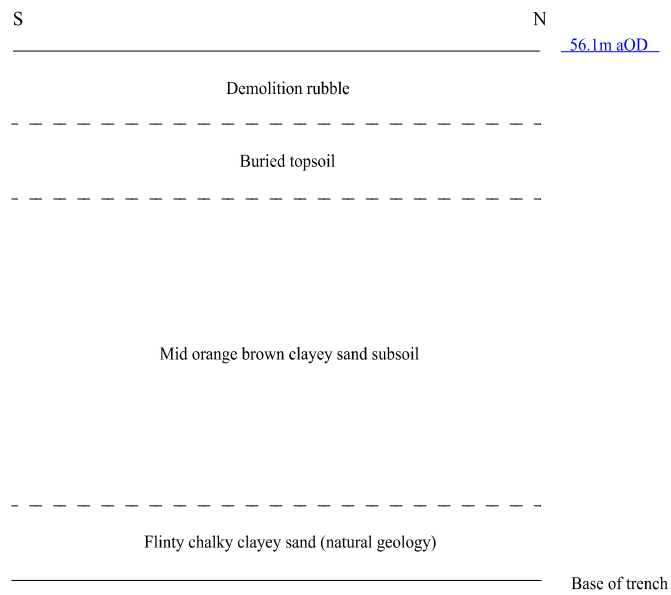 S
N
56.1m aOD
Demolition rubble
Buried topsoil
Mid orange brown clayey sand subsoil
Flinty chalky clayey sand (natural geology)
Base of trench